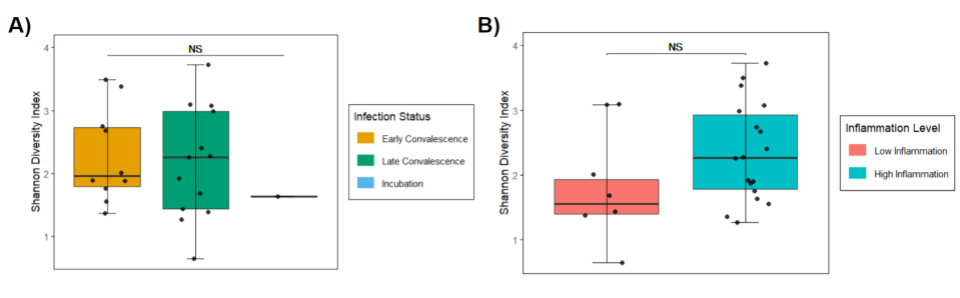 A)
NS
Shannon Diversity Index
4
3
2
1
Infection Status
Early Convalescence
Late Convalescence
Incubation
B)
NS
Shannon Diversity Index
4
3
2
1
Inflammation Level
Low Inflammation
High Inflammation